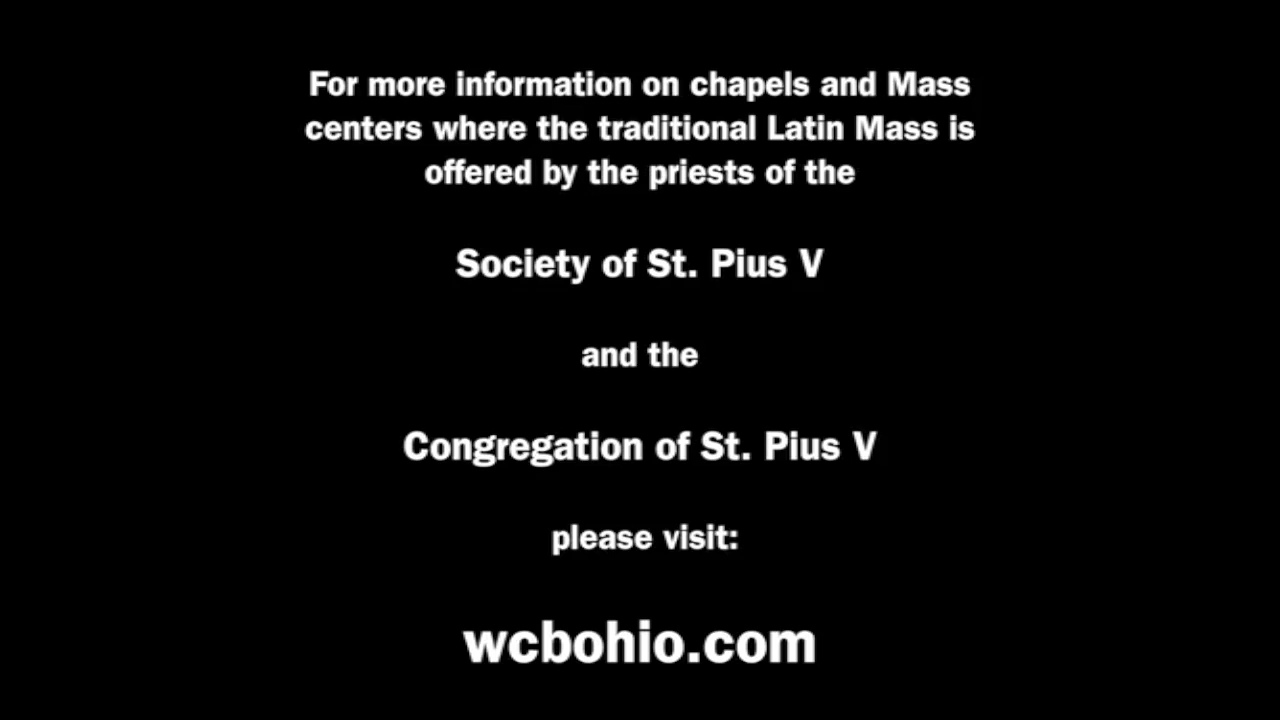 For more information on chapels and Mass
centers where the traditional Latin Mass is
offered by the priests of the
Society of St. Pius V
and the
Congregation of St. Pius V
please visit:
wcbohio.com